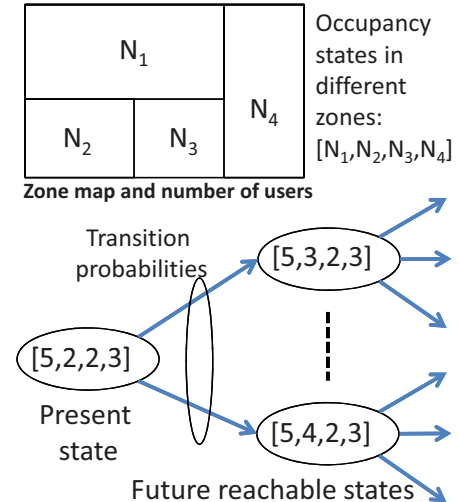 N1
N2
N3
N4
Occupancy
states in
different
zones:
[N1,N2,N3,N4]
Zone map and number of users
Transition
probabilities
[5,3,2,3]
[5,2,2,3]
Present
state
[5,4,2,3]
Future reachable states